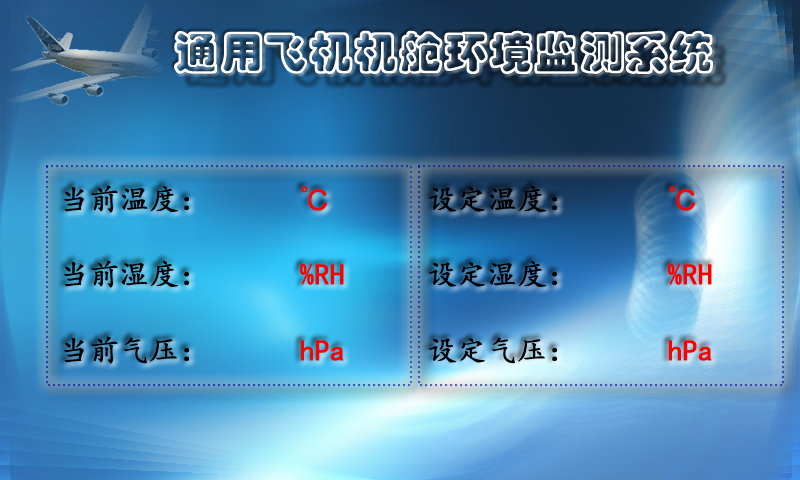 通用飞机机舱环境监测系统
当前温度： ℃
当前湿度： %RH
当前气压： hPa
设定温度： ℃
设定湿度： %RH
设定气压： hPa